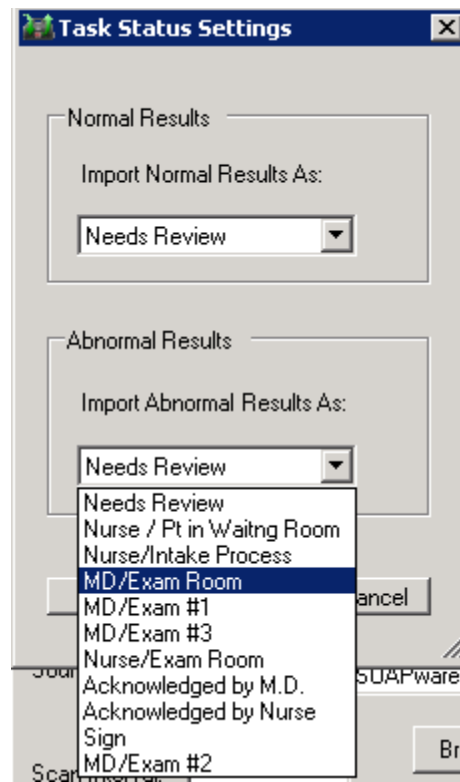 Task Status Settings
Normal Results
Import Normal Results As:
Needs Review
Abnormal Results
Import Abnormal Results As:
Needs Review
Needs Review
Nurse / Pt in Waitng Room
Nurse/Intake Process
MD/Exam Room
MD/Exam #1
MD/Exam #3
Nurse/Exam Room
Acknowledged by M.D.
Acknowledged by Nurse
Sign
MD/Exam #2
ancel
SOAPware
Br